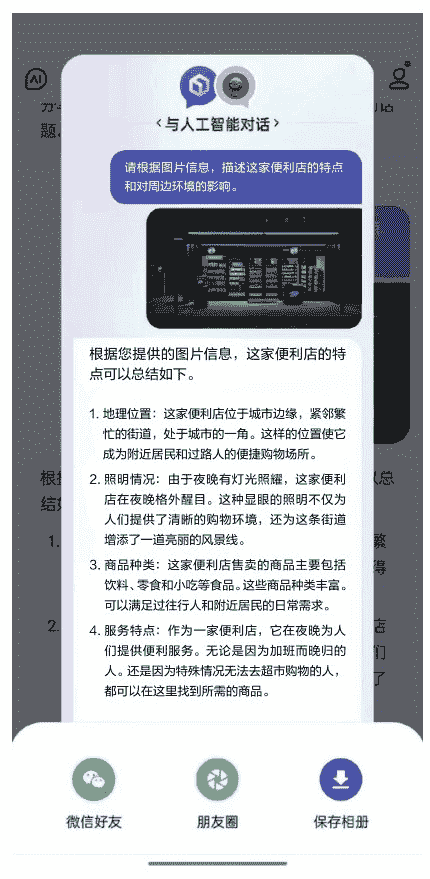 AI
题
<与人工智能对话>
请根据图片信息，描述这家便利店的特点
和对周边环境的影响。
根据您提供的图片信息，这家便利店的特
点可以总结如下。
1. 地理位置：这家便利店位于城市边缘，紧邻繁
忙的街道，处于城市的一角。这样的位置使它
成为附近居民和过路人的便捷购物场所。
2. 照明情况：由于夜晚有灯光照耀，这家便利
店在夜晚格外醒目。这种显眼的照明不仅为
人们提供了清晰的购物环境，还为这条街道
增添了一道亮丽的风景线。
3. 商品种类：这家便利店售卖的商品主要包括
饮料、零食和小吃等食品。这些商品种类丰富。
可以满足过往行人和附近居民的日常需求。
4. 服务特点：作为一家便利店，它在夜晚为人
们提供便利服务。无论是因为加班而晚归的
人。还是因为特殊情况无法去超市购物的人，
都可以在这里找到所需的商品。
微信好友
朋友圈
保存相册